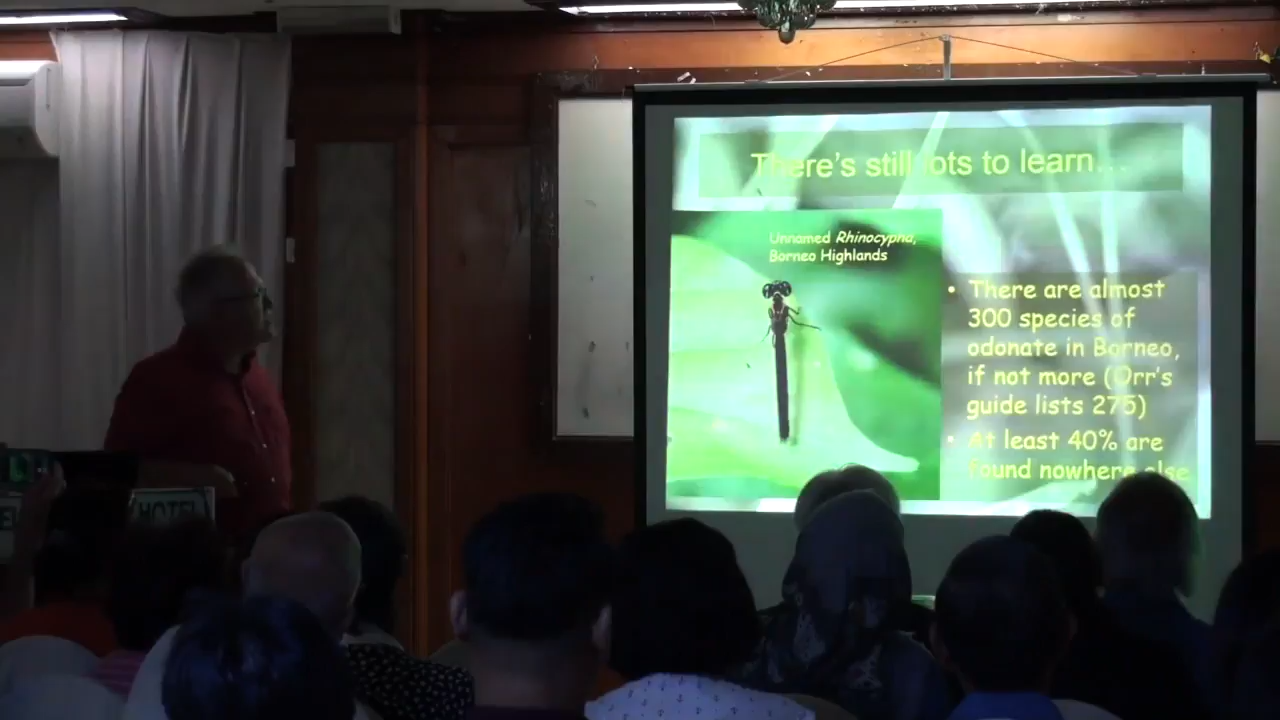 There's still lots to learn...
Unnamed Rhinocypha,
Borneo Highlands
• There are almost
300 species of
odonate in Borneo,
if not more (Orr's
guide lists 275)
• At least 40% are
found nowhere else
HOTEL